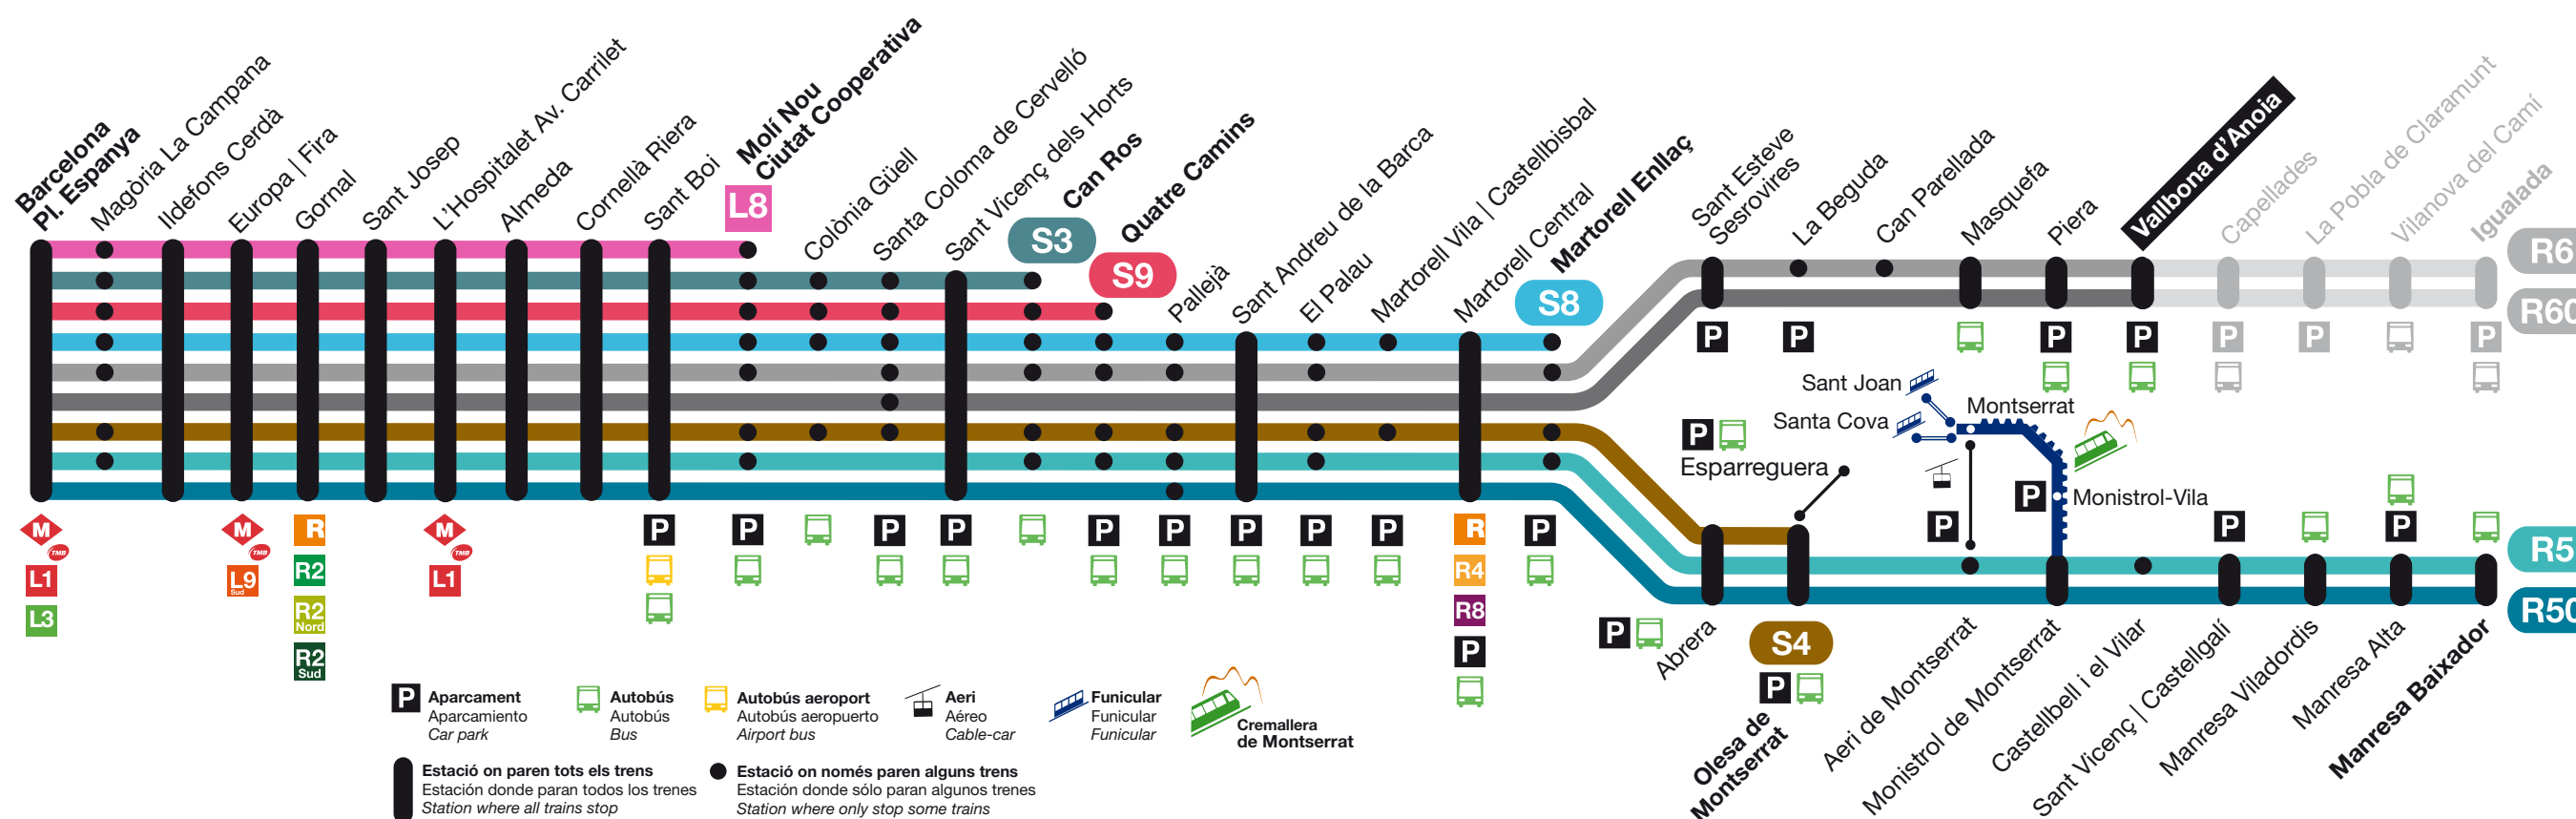 Barcelona
Pl. Espanya
Magòria La Campana
Ildefons Cerdà
Europa | Fira
Gornal
Sant Josep
L'Hospitalet Av. Carrilet
Almeda
Cornellà Riera
Sant Boi
Molí Nou
Ciutat Cooperativa
L8
Colònia Güell
Santa Coloma de Cervelló
Sant Vicenç dels Horts
Can Ros
S3
Quatre Camins
S9
Pallejà
Sant Andreu de la Barca
El Palau
Martorell Vila | Castellbisbal
Martorell Central
Martorell Enllaç
S8
Sant Esteve
Sesrovires
La Beguda
Can Parellada
Masquefa
Piera
Vallbona d'Anoia
Capellades
La Pobla de Claramunt
Vilanova del Camí
Igualada
R6
R60
P
P
P
P
P
P
P
Sant Joan
Santa Cova
Montserrat
P
Esparreguera
P
Monistrol-Vila
P
P
P
R5
R50
M
TMB
L1
L3
M
TMB
L9
Sud
R
R2
R2
Nord
R2
Sud
M
TMB
L1
P
P
P
P
P
P
P
P
P
R
R4
R8
P
P
P
Abrera
S4
P
Olesa de
Montserrat
Aeri de Montserrat
Monistrol de Montserrat
Castellbell i el Vilar
Sant Vicenç | Castellgalí
Manresa Viladordis
Manresa Alta
Manresa Baixador
P
Aparcament
Aparcamiento
Car park
Autobús
Autobús
Bus
Autobús aeroport
Autobús aeropuerto
Airport bus
Aeri
Aéreo
Cable-car
Funicular
Funicular
Funicular
Cremallera
de Montserrat
Estació on paren tots els trens
Estación donde paran todos los trenes
Station where all trains stop
Estació on només paren alguns trens
Estación donde sólo paran algunos trenes
Station where only stop some trains